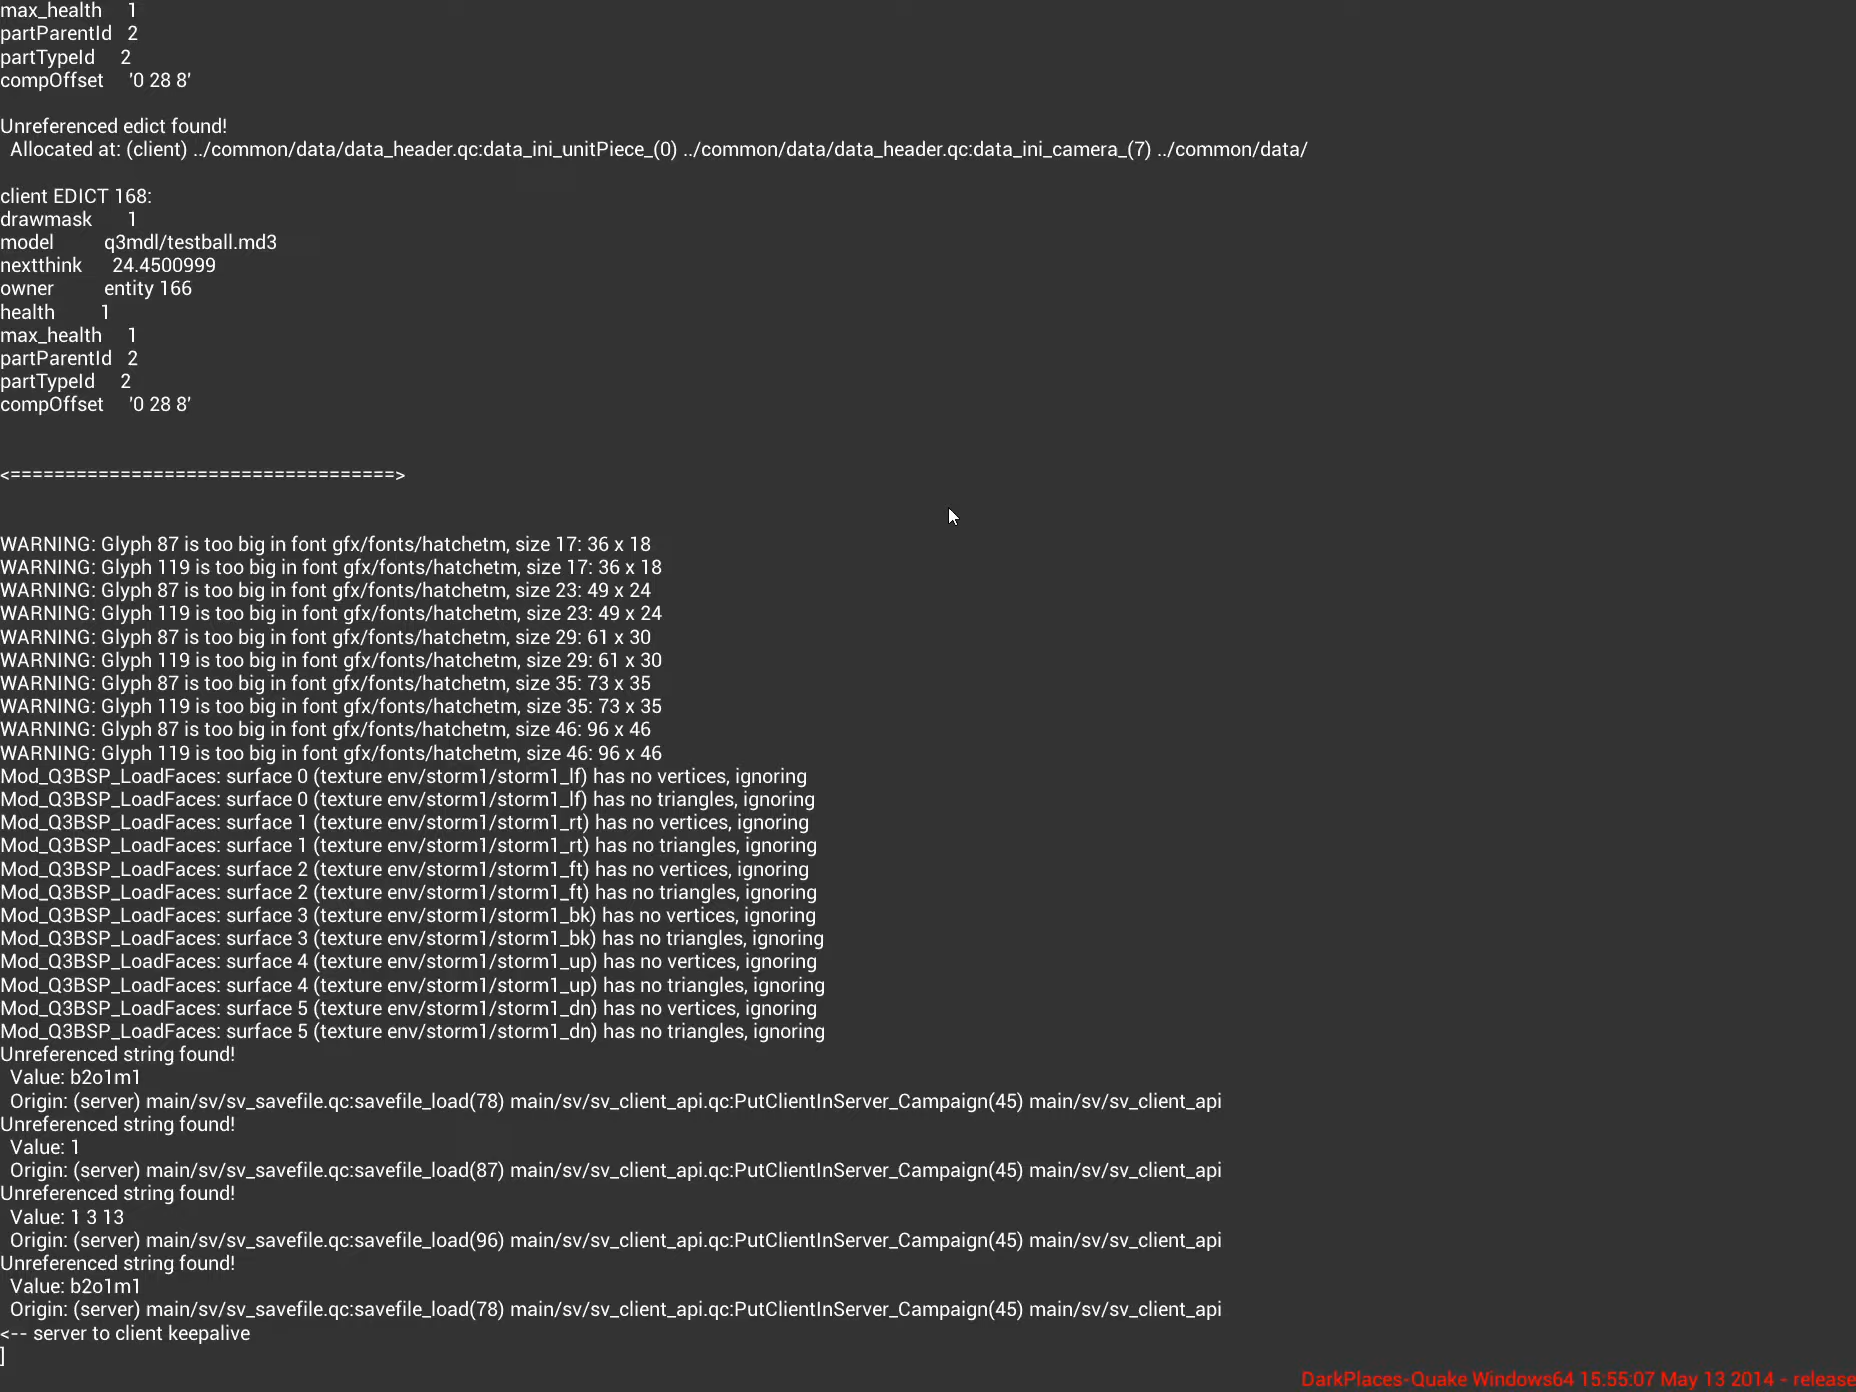 max_health 1
partParentId 2
partTypeId 2
compOffset '0 28 8'
Unreferenced edict found!
Allocated at: (client) ../common/data/data_header.qc:data_ini_unitPiece_(0) ../common/data/data_header.qc:data_ini_camera_(7) ../common/data/
client EDICT 168:
drawmask 1
model q3mdl/testball.md3
nextthink 24.4500999
owner entity 166
health 1
max_health 1
partParentId 2
partTypeId 2
compOffset '0 28 8'
<===================================>
WARNING: Glyph 87 is too big in font gfx/fonts/hatchetm, size 17: 36 x 18
WARNING: Glyph 119 is too big in font gfx/fonts/hatchetm, size 17: 36 x 18
WARNING: Glyph 87 is too big in font gfx/fonts/hatchetm, size 23: 49 x 24
WARNING: Glyph 119 is too big in font gfx/fonts/hatchetm, size 23: 49 x 24
WARNING: Glyph 87 is too big in font gfx/fonts/hatchetm, size 29: 61 x 30
WARNING: Glyph 119 is too big in font gfx/fonts/hatchetm, size 29: 61 x 30
WARNING: Glyph 87 is too big in font gfx/fonts/hatchetm, size 35: 73 x 35
WARNING: Glyph 119 is too big in font gfx/fonts/hatchetm, size 35: 73 x 35
WARNING: Glyph 87 is too big in font gfx/fonts/hatchetm, size 46: 96 x 46
WARNING: Glyph 119 is too big in font gfx/fonts/hatchetm, size 46: 96 x 46
Mod_Q3BSP_LoadFaces: surface 0 (texture env/storm1/storm1_lf) has no vertices, ignoring
Mod_Q3BSP_LoadFaces: surface 0 (texture env/storm1/storm1_lf) has no triangles, ignoring
Mod_Q3BSP_LoadFaces: surface 1 (texture env/storm1/storm1_rt) has no vertices, ignoring
Mod_Q3BSP_LoadFaces: surface 1 (texture env/storm1/storm1_rt) has no triangles, ignoring
Mod_Q3BSP_LoadFaces: surface 2 (texture env/storm1/storm1_ft) has no vertices, ignoring
Mod_Q3BSP_LoadFaces: surface 2 (texture env/storm1/storm1_ft) has no triangles, ignoring
Mod_Q3BSP_LoadFaces: surface 3 (texture env/storm1/storm1_bk) has no vertices, ignoring
Mod_Q3BSP_LoadFaces: surface 3 (texture env/storm1/storm1_bk) has no triangles, ignoring
Mod_Q3BSP_LoadFaces: surface 4 (texture env/storm1/storm1_up) has no vertices, ignoring
Mod_Q3BSP_LoadFaces: surface 4 (texture env/storm1/storm1_up) has no triangles, ignoring
Mod_Q3BSP_LoadFaces: surface 5 (texture env/storm1/storm1_dn) has no vertices, ignoring
Mod_Q3BSP_LoadFaces: surface 5 (texture env/storm1/storm1_dn) has no triangles, ignoring
Unreferenced string found!
Value: b2o1m1
Origin: (server) main/sv/sv_savefile.qc:savefile_load(78) main/sv/sv_client_api.qc:PutClientInServer_Campaign(45) main/sv/sv_client_api
Unreferenced string found!
Value: 1
Origin: (server) main/sv/sv_savefile.qc:savefile_load(87) main/sv/sv_client_api.qc:PutClientInServer_Campaign(45) main/sv/sv_client_api
Unreferenced string found!
Value: 1 3 13
Origin: (server) main/sv/sv_savefile.qc:savefile_load(96) main/sv/sv_client_api.qc:PutClientInServer_Campaign(45) main/sv/sv_client_api
Unreferenced string found!
Value: b2o1m1
Origin: (server) main/sv/sv_savefile.qc:savefile_load(78) main/sv/sv_client_api.qc:PutClientInServer_Campaign(45) main/sv/sv_client_api
<-- server to client keepalive
]
DarkPlaces-Quake Windows64 15:55:07 May 13 2014 - release